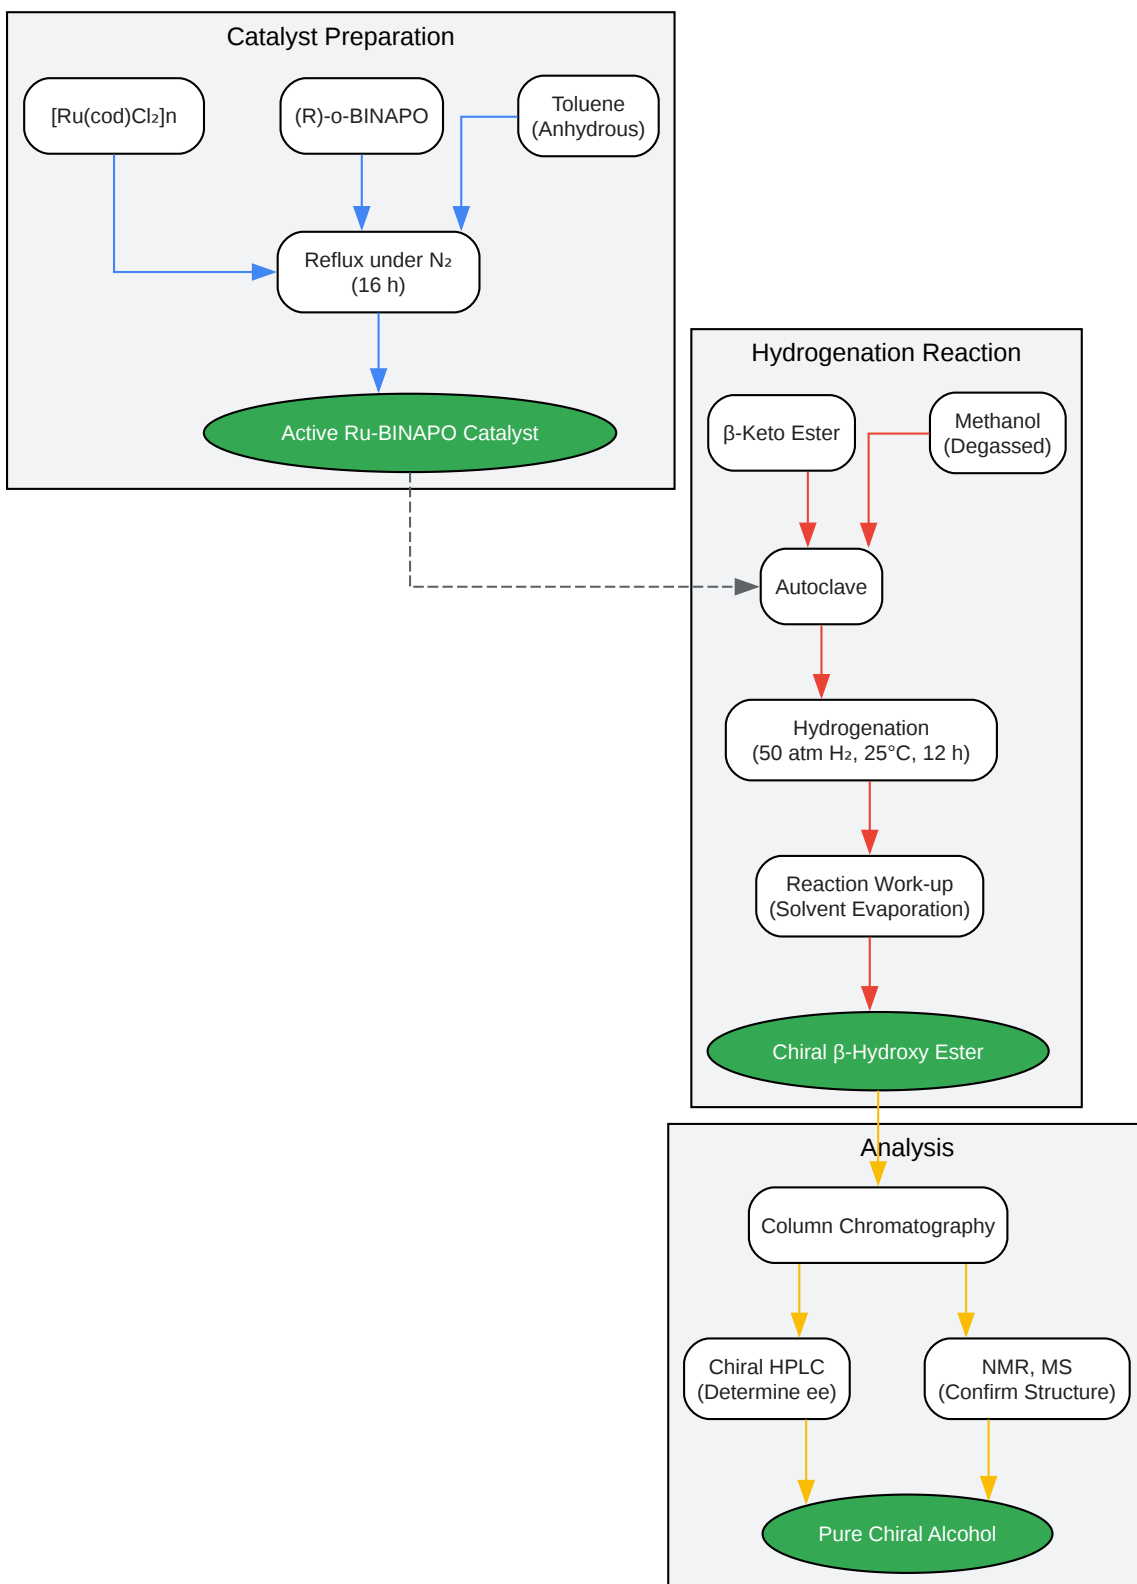 Catalyst Preparation
[Ru(cod)Cl₂]n
(R)-o-BINAPO
Toluene
(Anhydrous)
Reflux under N₂
(16 h)
Active Ru-BINAPO Catalyst
Hydrogenation Reaction
β-Keto Ester
Methanol
(Degassed)
Autoclave
Hydrogenation
(50 atm H₂, 25°C, 12 h)
Reaction Work-up
(Solvent Evaporation)
Chiral β-Hydroxy Ester
Analysis
Column Chromatography
Chiral HPLC
(Determine ee)
NMR, MS
(Confirm Structure)
Pure Chiral Alcohol